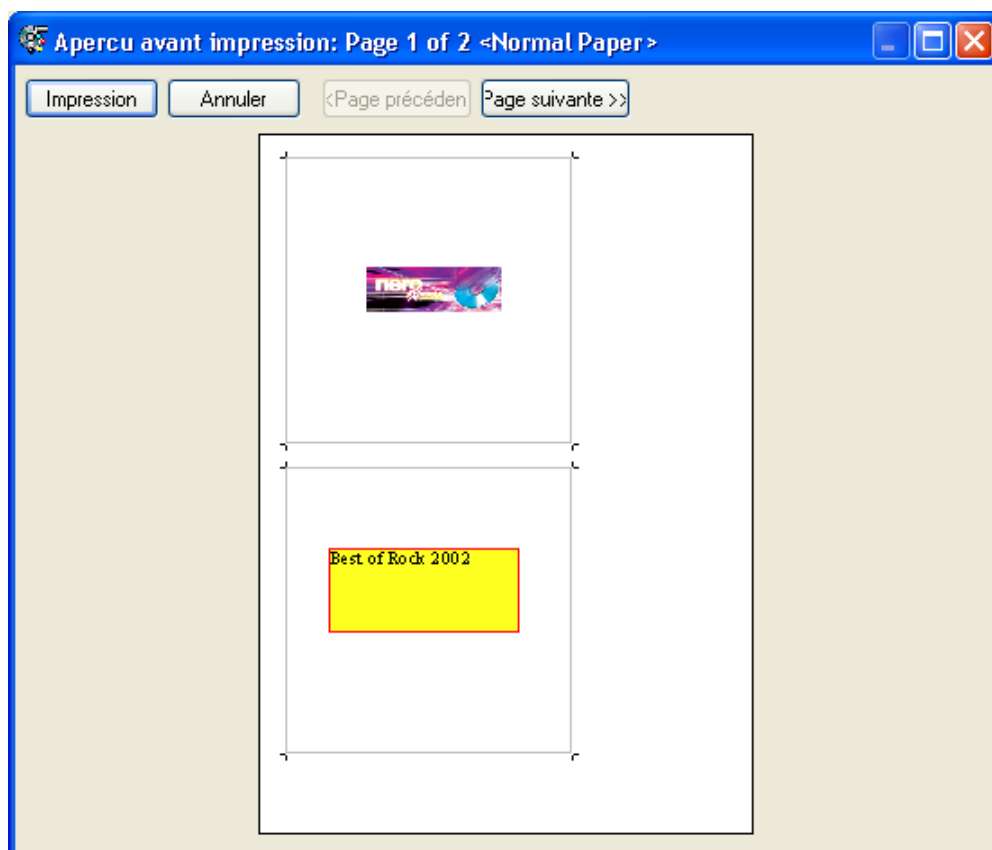 Apercu avant impression: Page 1 of 2 <Normal Paper>
Impression
Annuler
<Page précéden
Page suivante >>
nero
Best of Rock 2002